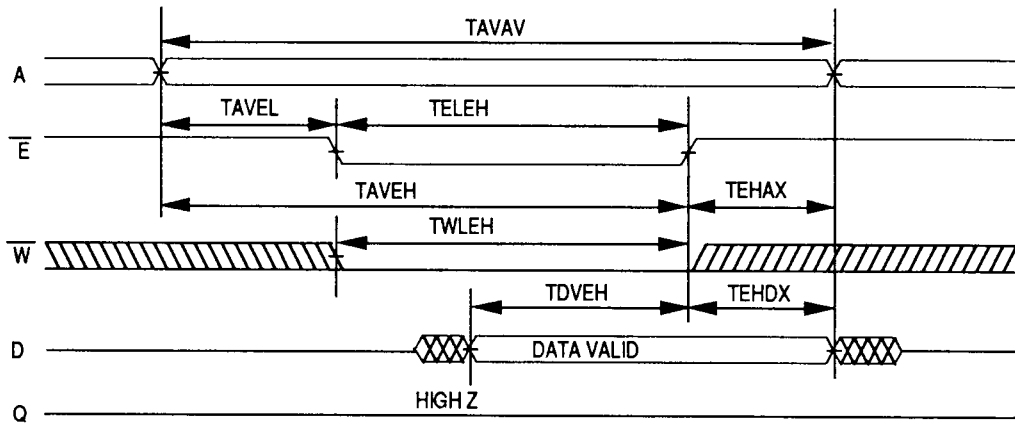 TAVAV
A
TAVEL TELEH
E
TAVEH TEHAX
TWLEH
W
TDVEH TEHDX
D DATA VALID
HIGH Z
Q